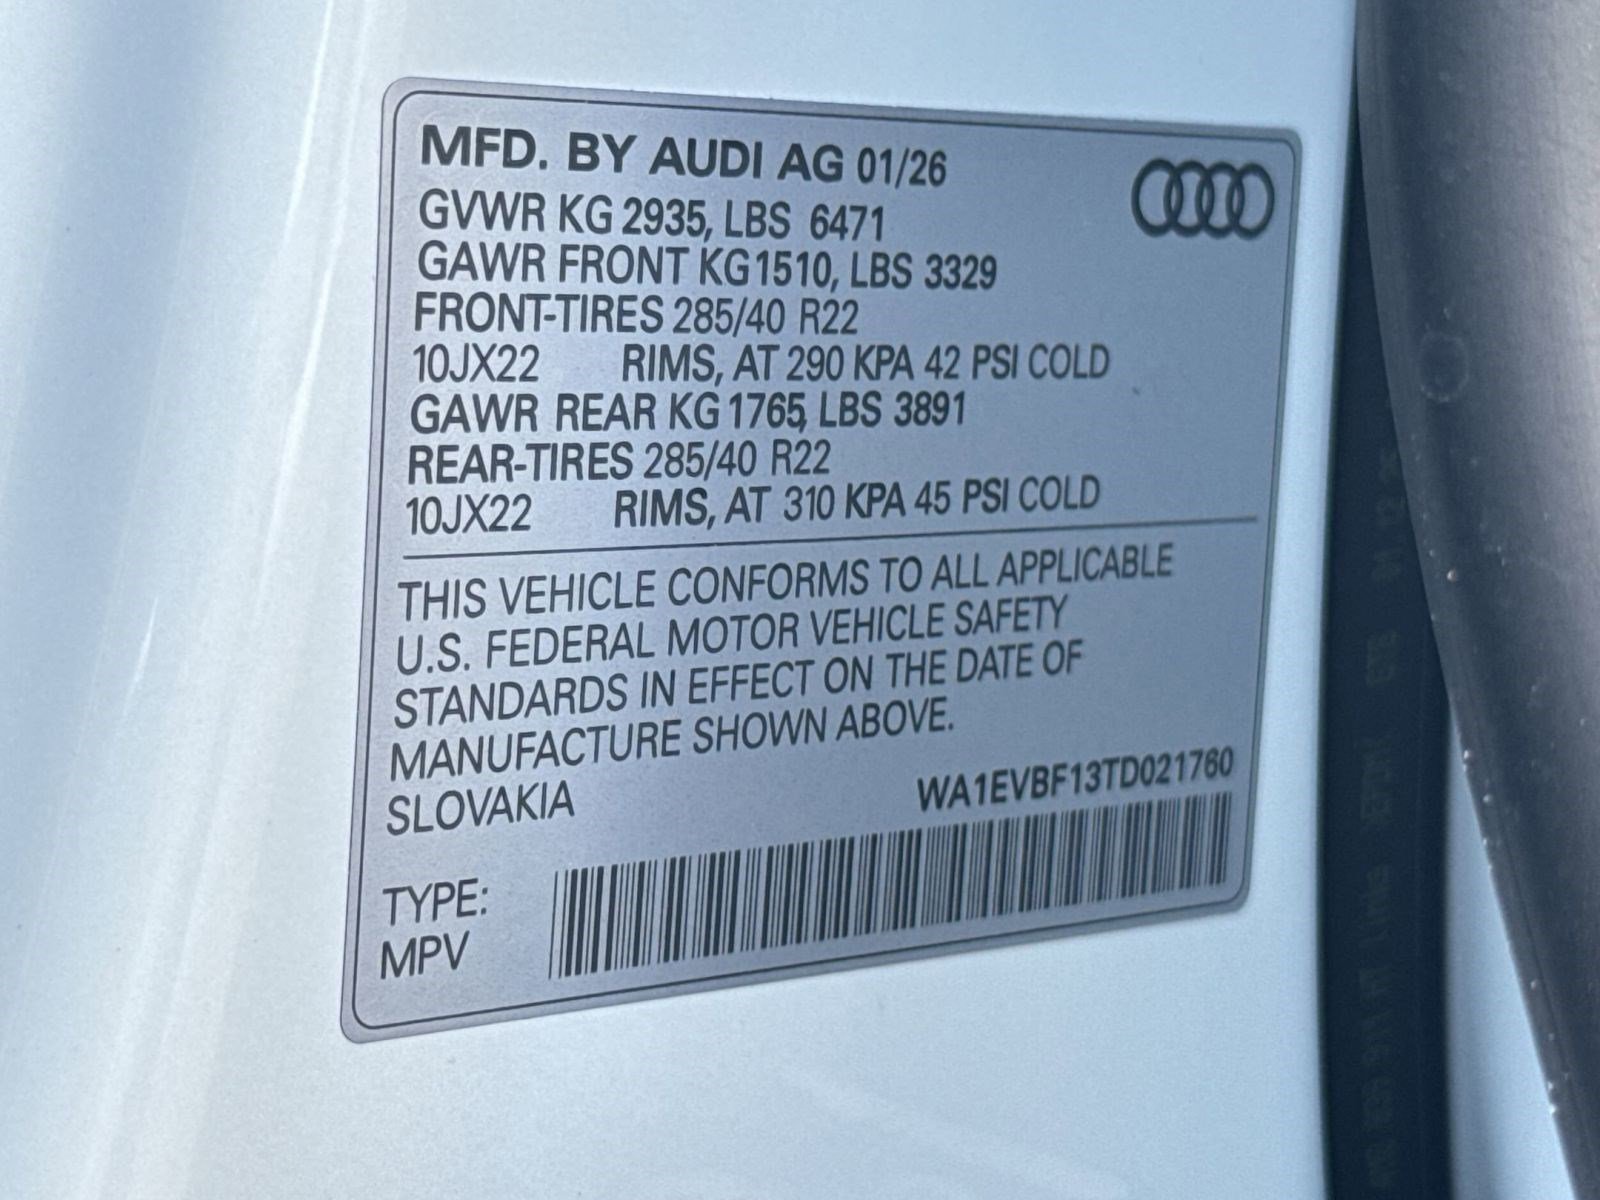 MFD. BY AUDI AG 01/26
GVWR KG 2935, LBS 6471
GAWR FRONT KG 1510, LBS 3329
FRONT-TIRES 285/40 R22
10JX22 RIMS, AT 290 KPA 42 PSI COLD
GAWR REAR KG 1765, LBS 3891
REAR-TIRES 285/40 R22
10JX22 RIMS, AT 310 KPA 45 PSI COLD
THIS VEHICLE CONFORMS TO ALL APPLICABLE
U.S. FEDERAL MOTOR VEHICLE SAFETY
STANDARDS IN EFFECT ON THE DATE OF
MANUFACTURE SHOWN ABOVE.
SLOVAKIA
WA1EVBF13TD021760
TYPE:
MPV